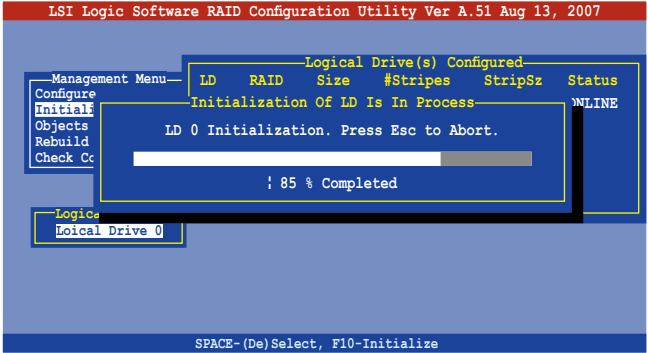 LSI Logic Software RAID Configuration Utility Ver A.51 Aug 13, 2007
Logical Drive(s) Configured
LD RAID Size #Stripes StripSz Status
ONLINE
Management Menu
Configure
Initiali
Objects
Rebuild
Check Co
Initialization Of LD Is In Process
LD 0 Initialization. Press Esc to Abort.
¦ 85 % Completed
Logica
Loical Drive 0
SPACE-(De)Select, F10-Initialize